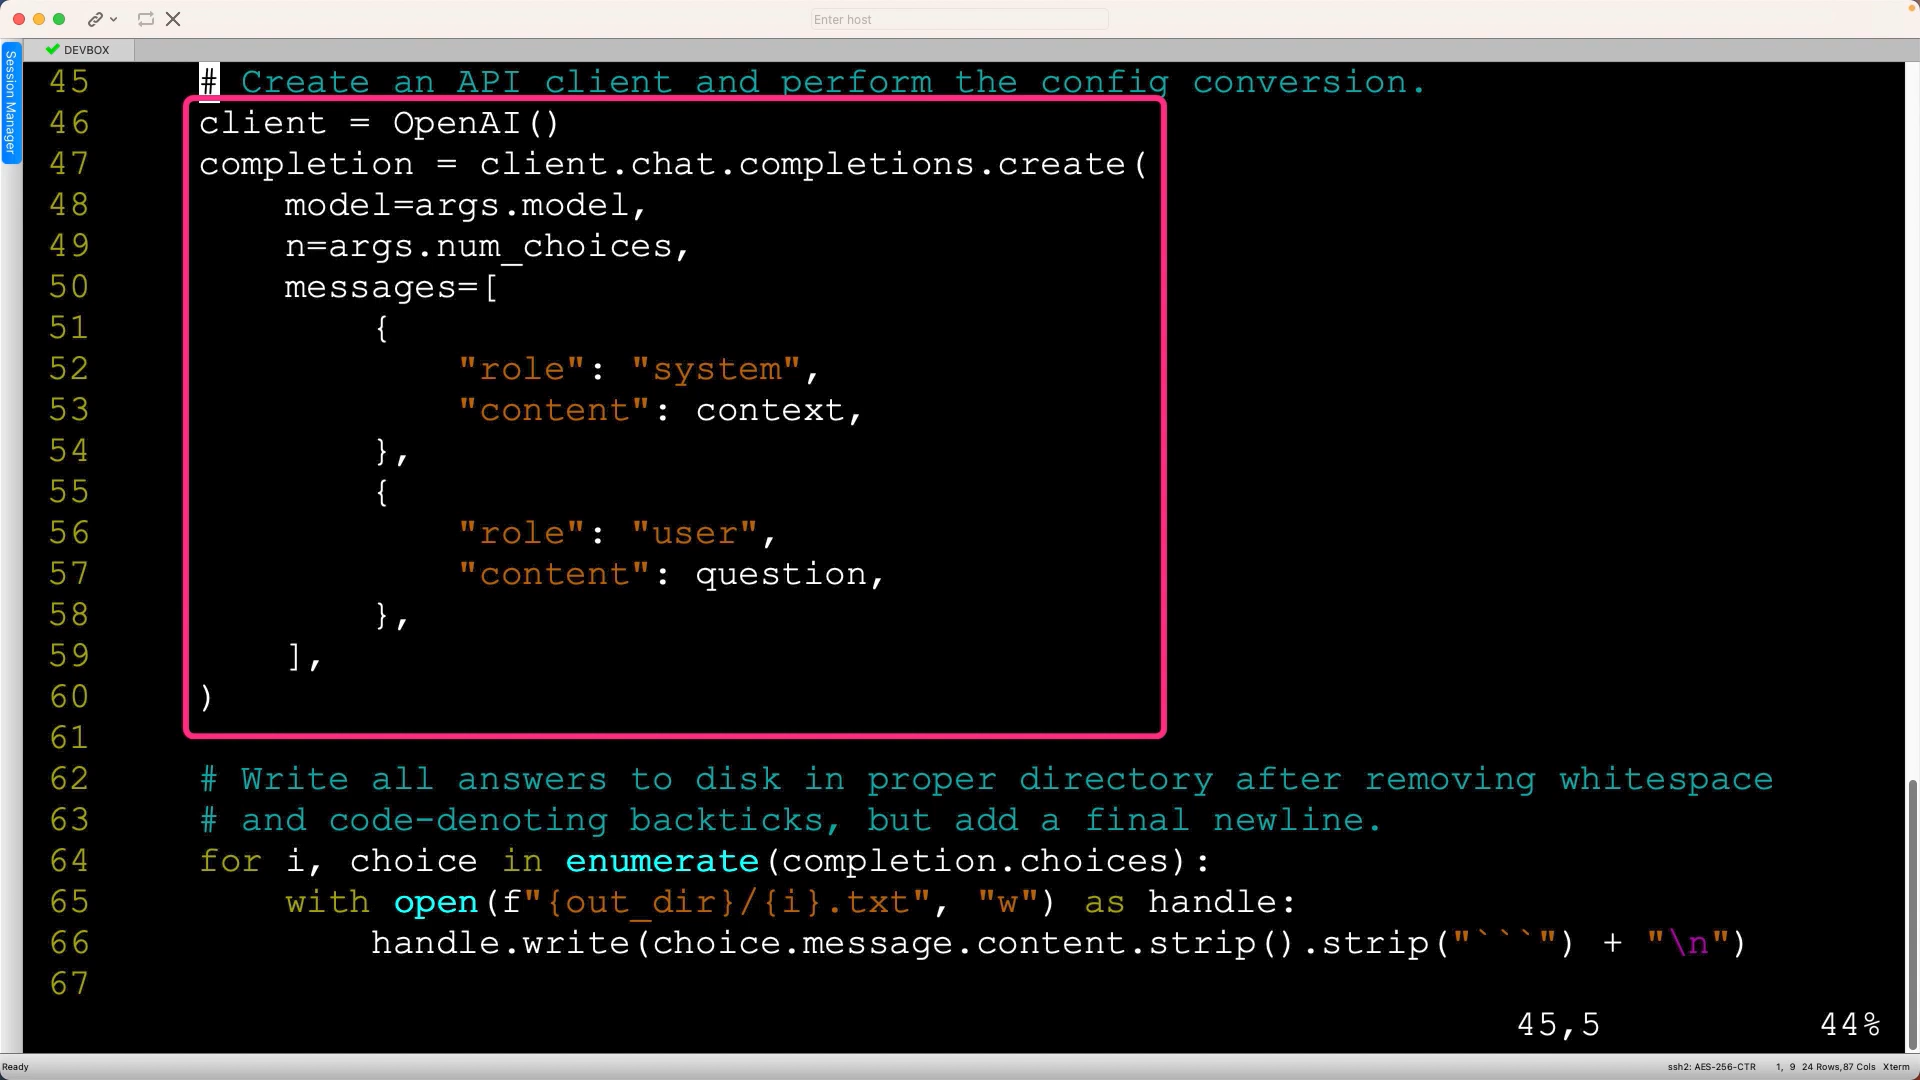 Enter host
DEVBOX
Session Manager
45     # Create an API client and perform the config conversion.
46     client = OpenAI()
47     completion = client.chat.completions.create(
48         model=args.model,
49         n=args.num_choices,
50         messages=[
51             {
52                 "role": "system",
53                 "content": context,
54             },
55             {
56                 "role": "user",
57                 "content": question,
58             },
59         ],
60     )
61
62     # Write all answers to disk in proper directory after removing whitespace
63     # and code-denoting backticks, but add a final newline.
64     for i, choice in enumerate(completion.choices):
65         with open(f"{out_dir}/{i}.txt", "w") as handle:
66             handle.write(choice.message.content.strip().strip("```") + "\n")
67
45,5 44%
Ready ssh2: AES-256-CTR 1, 9 24 Rows,87 Cols Xterm